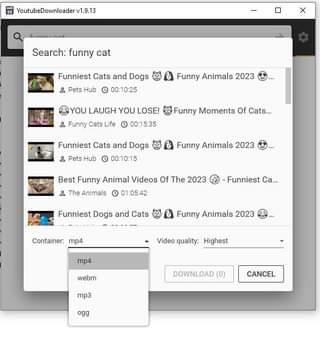 YoutubeDownloader v1.9.13
funny cat
Search: funny cat
Funniest Cats and Dogs 😻🐶 Funny Animals 2023 😎...
Pets Hub 00:10:25
😂YOU LAUGH YOU LOSE! 😻Funny Moments Of Cats...
Funny Cats Life 00:15:35
Funniest Cats and Dogs 😻🐶 Funny Animals 2023 😎...
Pets Hub 00:10:15
Best Funny Animal Videos Of The 2023 😹 - Funniest Ca...
The Animals 01:05:42
Funniest Dogs and Cats 😻🐶 Funny Animals 2023 😂...
Container: mp4 Video quality: Highest
mp4
webm
mp3
ogg
DOWNLOAD (0) CANCEL